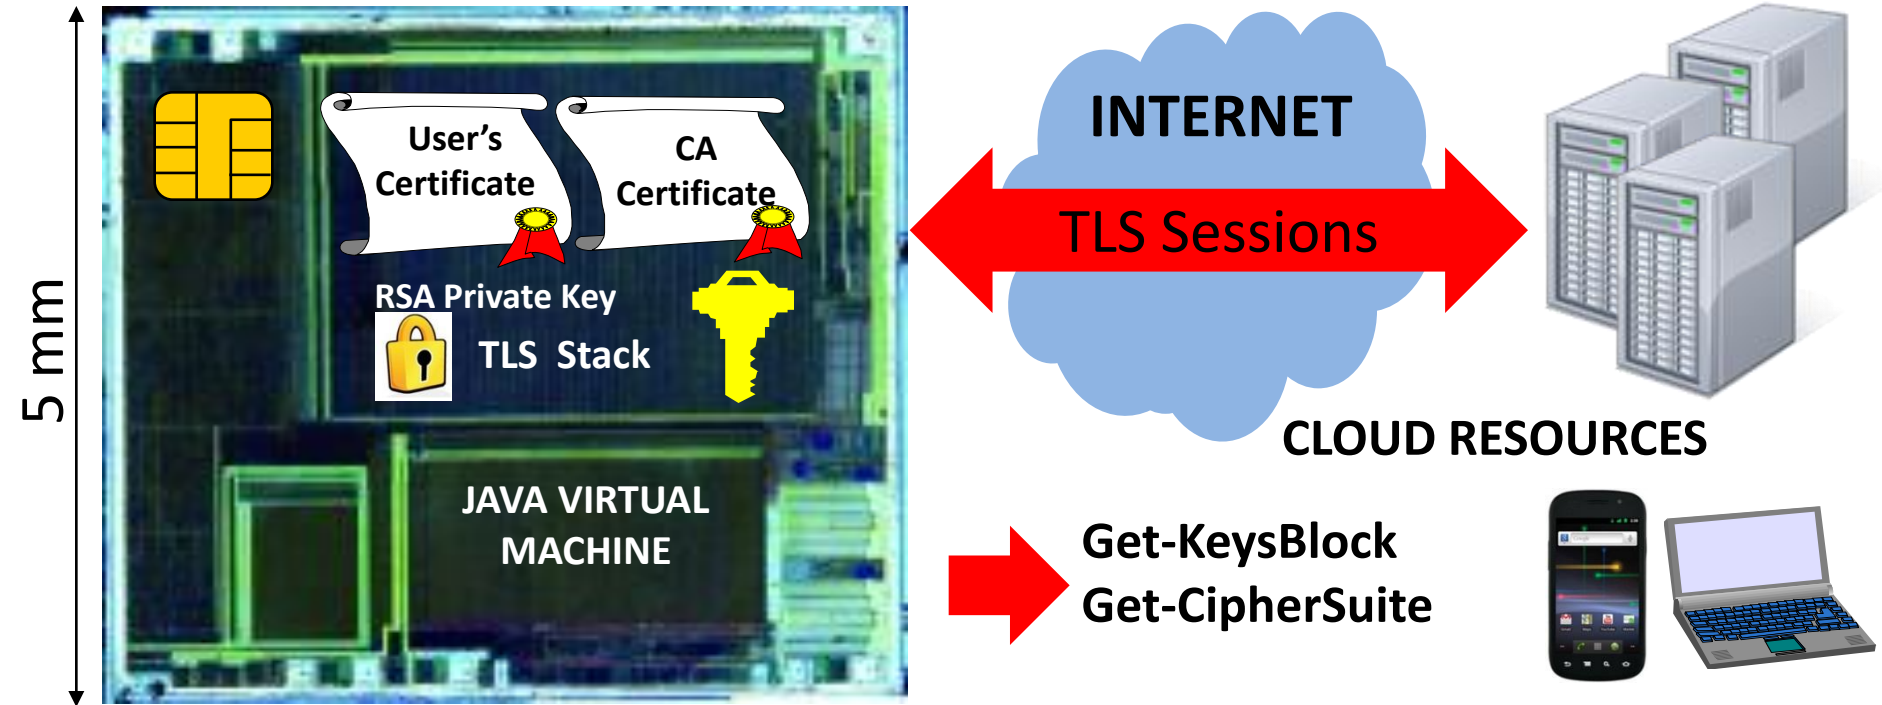 5 mm
User’s
Certificate
CA
Certificate
RSA Private Key
TLS Stack
JAVA VIRTUAL
MACHINE
INTERNET
TLS Sessions
CLOUD RESOURCES
Get-KeysBlock
Get-CipherSuite